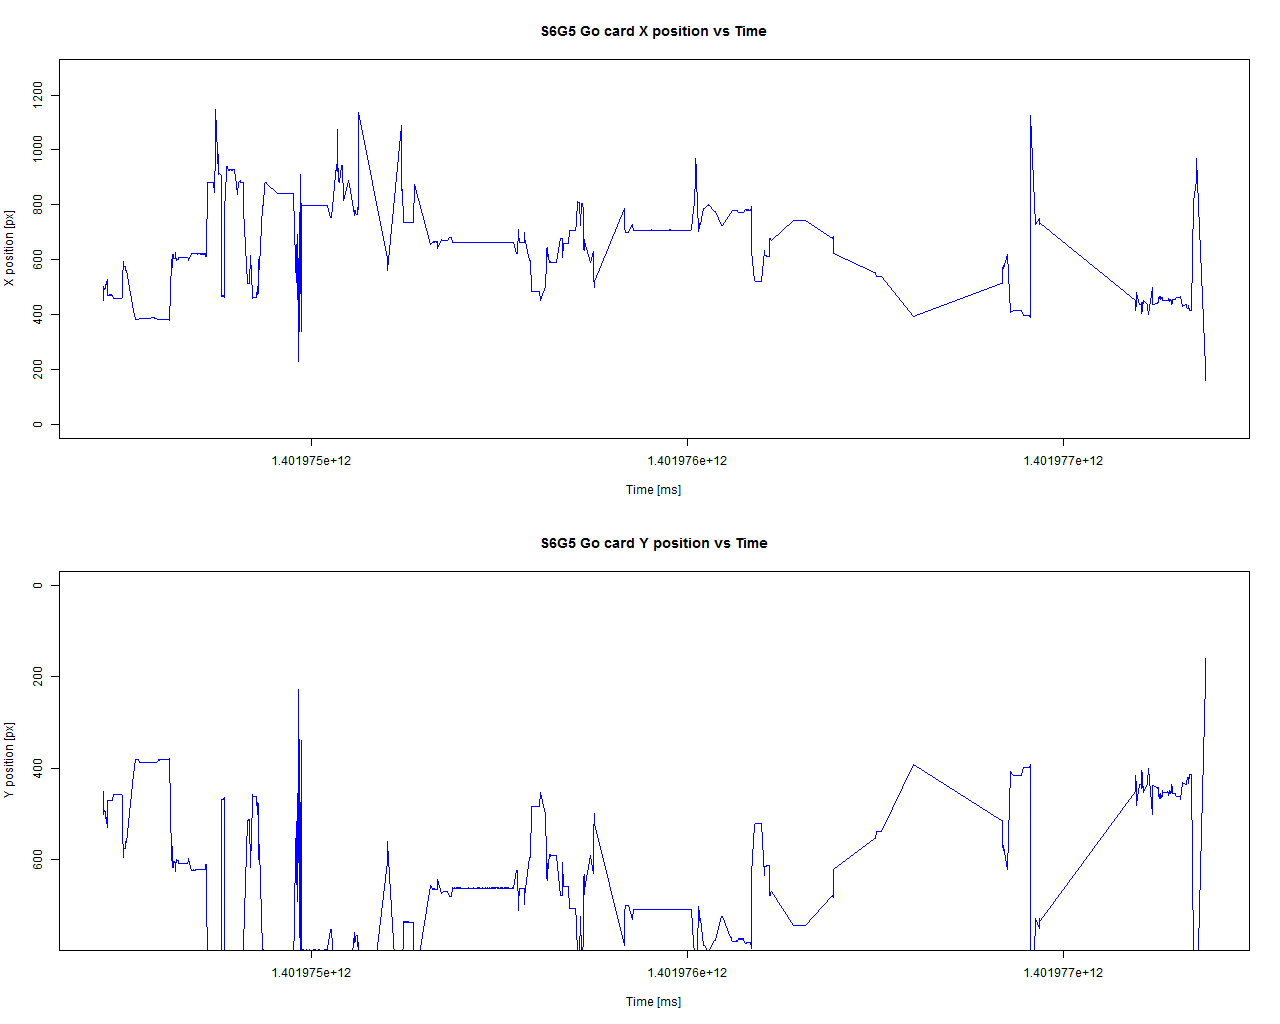 S6G5 Go card X position vs Time
1200
1000
800
600
400
200
0
X position [px]
1.401975e+12 1.401976e+12 1.401977e+12
Time [ms]
S6G5 Go card Y position vs Time
0
200
400
600
Y position [px]
1.401975e+12 1.401976e+12 1.401977e+12
Time [ms]